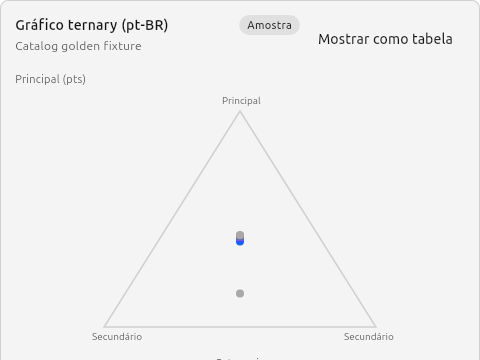 Gráfico ternary (pt-BR)
Amostra
Mostrar como tabela
Catalog golden fixture
Principal (pts)
Principal
Secundário
Secundário